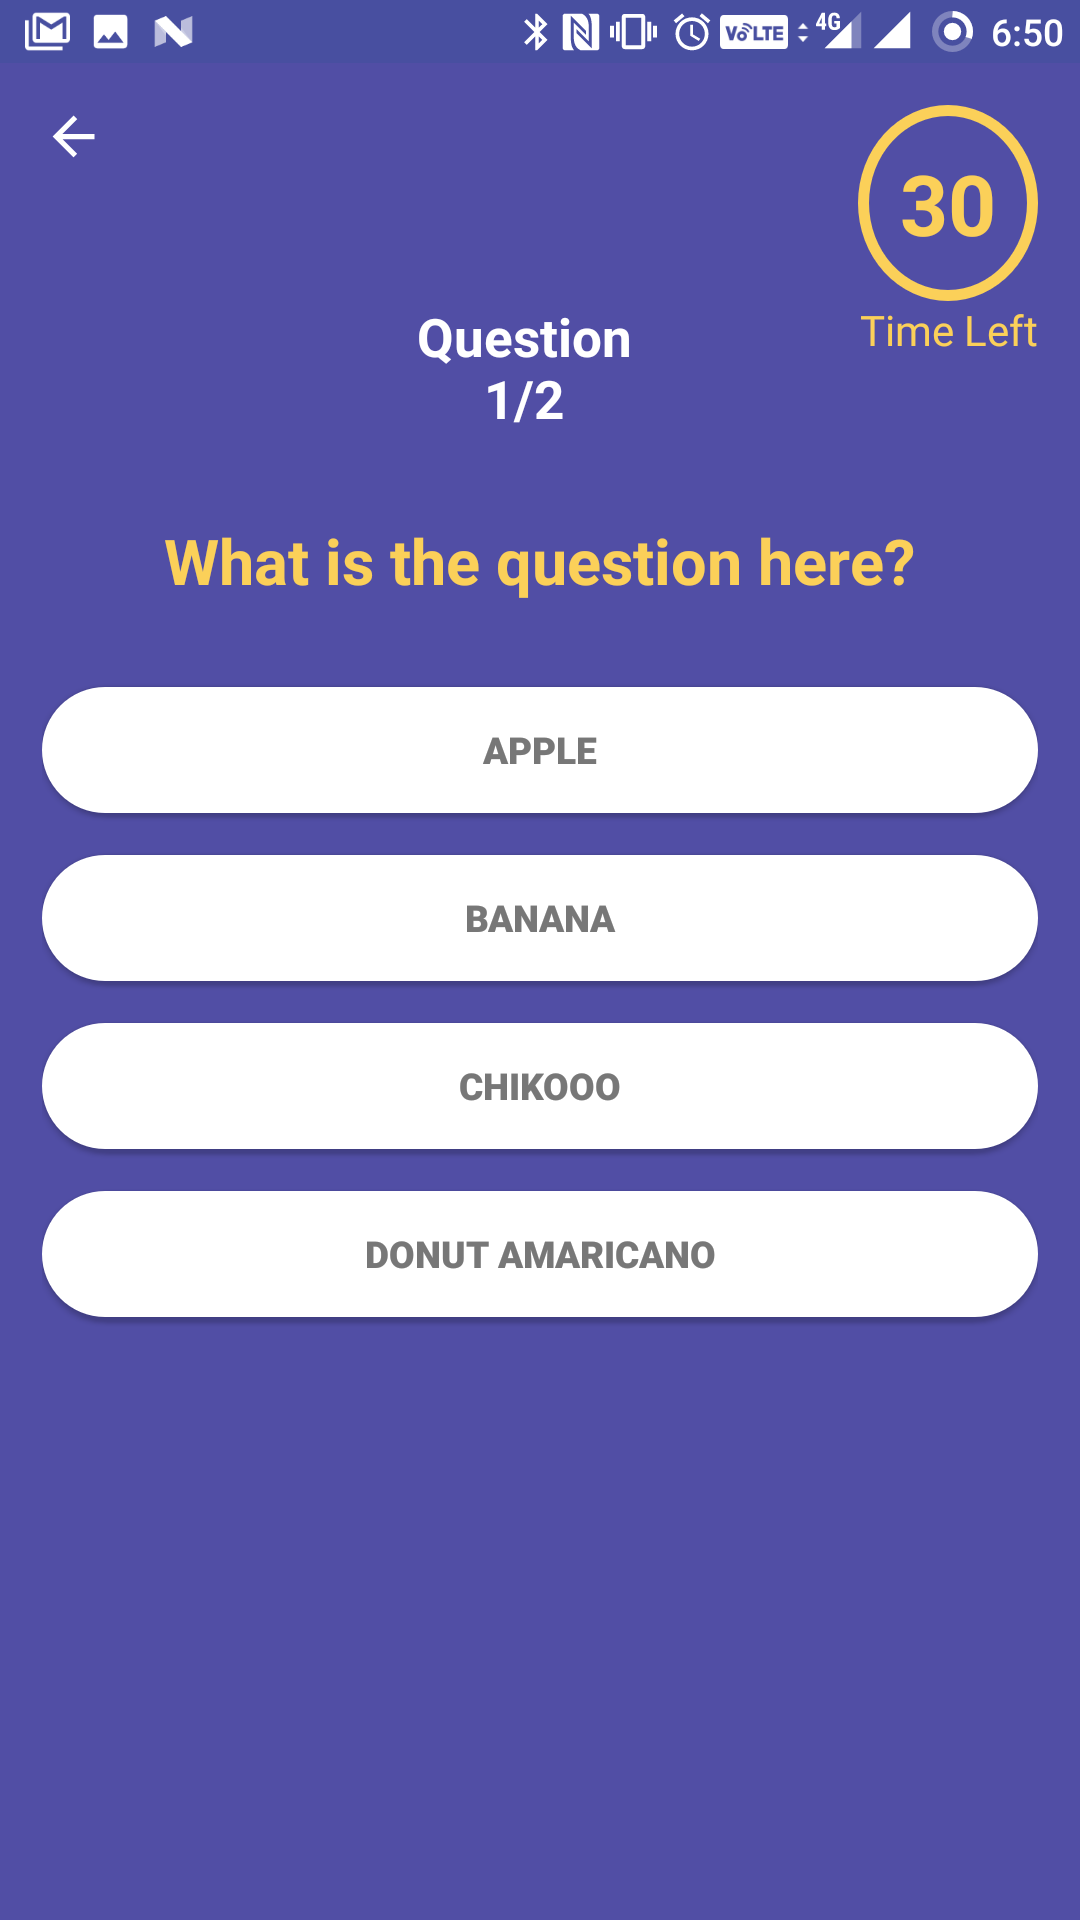 VoLTE 4G 6:50
30
Time Left
Question
1/2
What is the question here?
APPLE
BANANA
CHIKOOO
DONUT AMARICANO